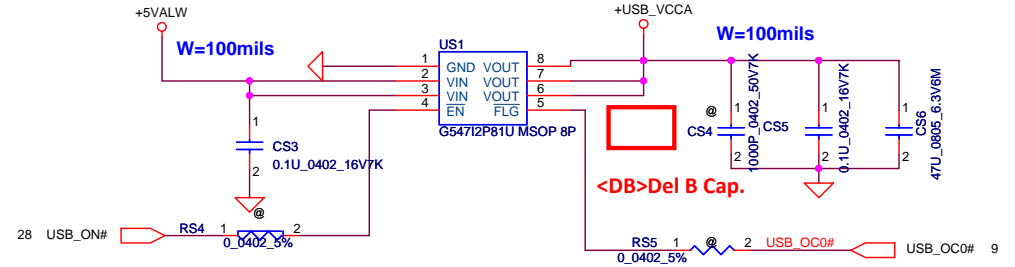 +5VALW
+USB_VCCA
W=100mils
W=100mils
US1
1 GND VOUT 8
2 VIN VOUT 7
3 VIN VOUT 6
4 EN FLG 5
G547I2P81U MSOP 8P
1
CS3
0.1U_0402_16V7K
2
@
1
CS4
2
1000P_0402_50V7K
1
CS5
2
0.1U_0402_16V7K
1
CS6
2
47U_0805_6.3V6M
<DB>Del B Cap.
28 USB_ON#
RS4 1 @ 2
0_0402_5%
RS5 1 @ 2
0_0402_5%
USB_OC0#
USB_OC0# 9